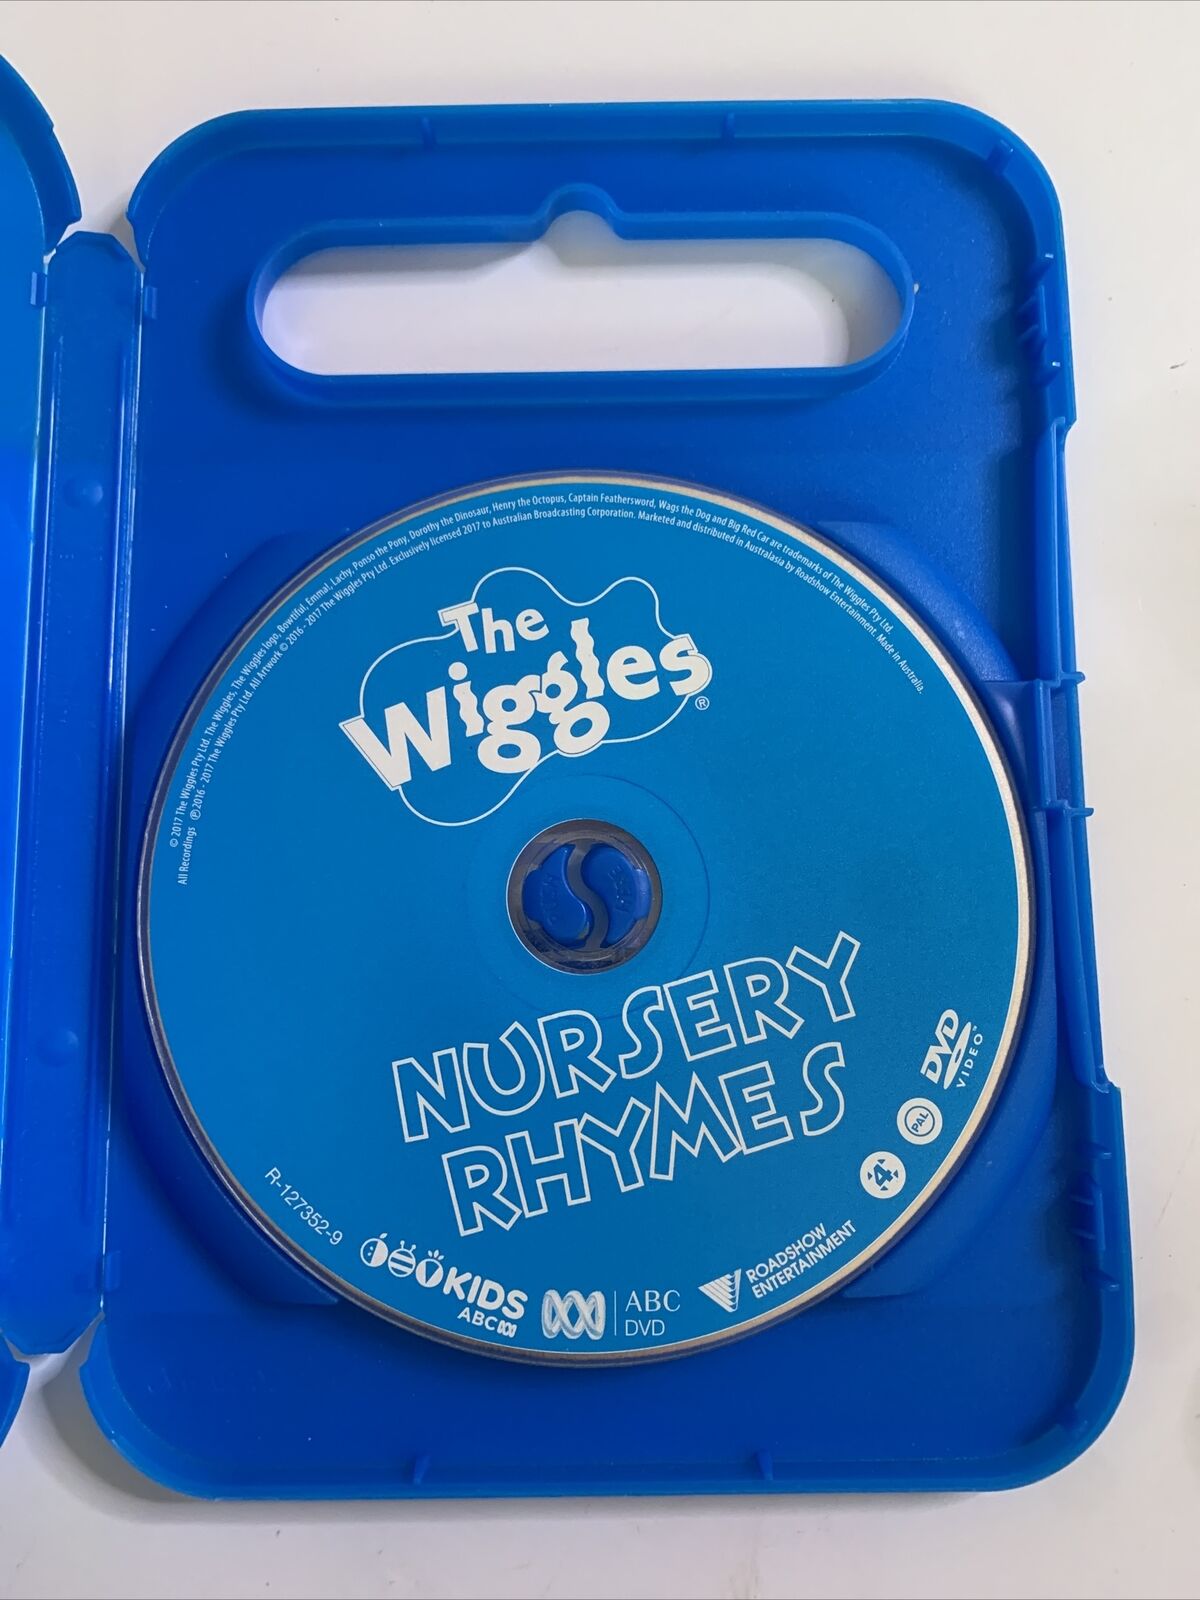 © 2017 The Wiggles Pty Ltd. The Wiggles, The Wiggles logo, Bowtiful, Emma!, Lachy, Ponso the Pony, Dorothy the Dinosaur, Henry the Octopus, Captain Feathersword, Wags the Dog and Big Red Car are trademarks of The Wiggles Pty Ltd.
All Recordings ℗ 2016 - 2017 The Wiggles Pty Ltd. All Artwork © 2016 - 2017 The Wiggles Pty Ltd. Exclusively licensed 2017 to Australian Broadcasting Corporation. Marketed and distributed in Australasia by Roadshow Entertainment. Made in Australia.
The
Wiggles®
NURSERY
RHYMES
DVD
VIDEO™
PAL
4
R-127352-9
KIDS
ABC
ABC
DVD
ROADSHOW
ENTERTAINMENT